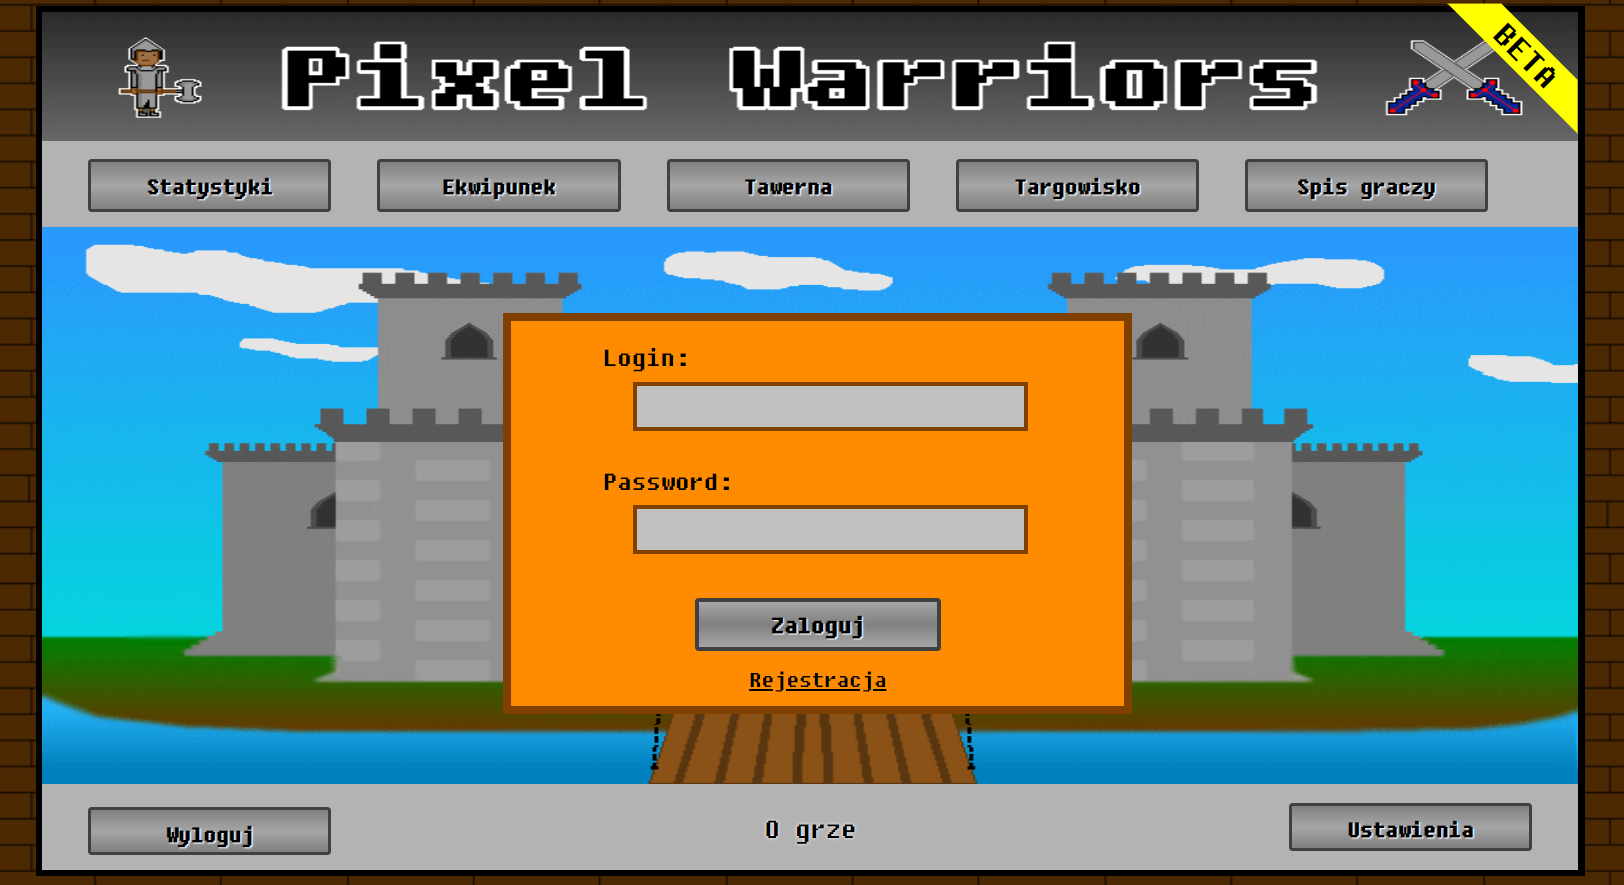 Pixel Warriors
BETA
Statystyki
Ekwipunek
Tawerna
Targowisko
Spis graczy
Login:
Password:
Zaloguj
Rejestracja
Wyloguj
O grze
Ustawienia